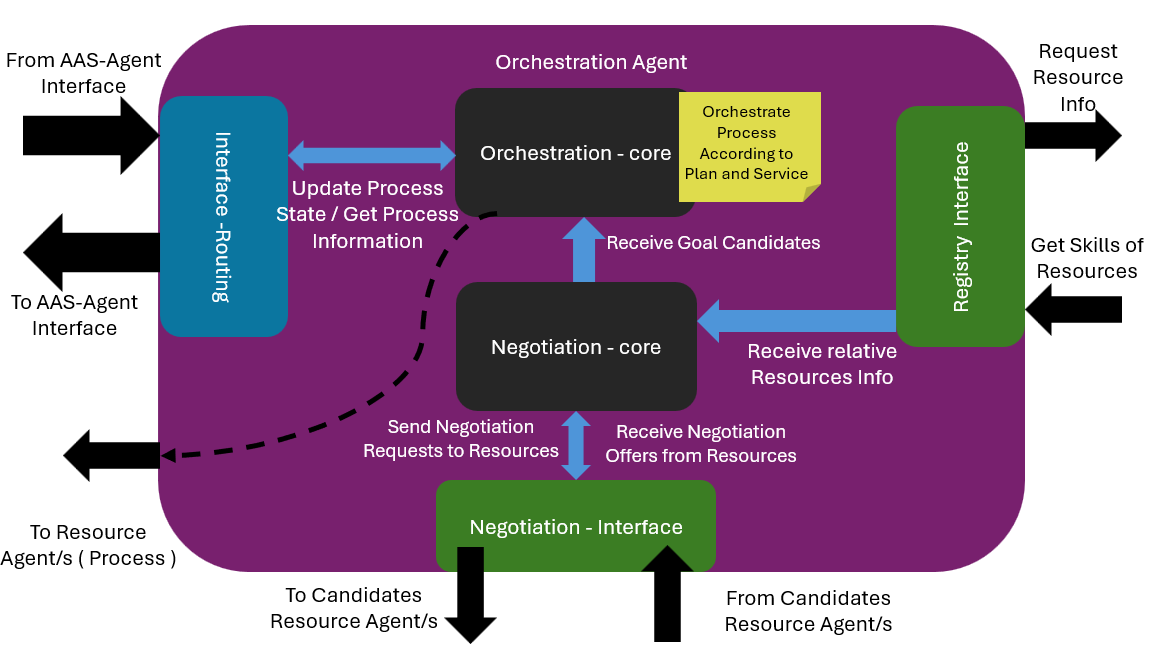 Orchestration Agent
From AAS-Agent
Interface
Request
Resource
Info
Interface -Routing
Orchestration - core
Orchestrate
Process
According to
Plan and Service
Registry Interface
Update Process
State / Get Process
Information
Receive Goal Candidates
Get Skills of
Resources
To AAS-Agent
Interface
Negotiation - core
Receive relative
Resources Info
Send Negotiation
Requests to Resources
Receive Negotiation
Offers from Resources
To Resource
Agent/s ( Process )
Negotiation - Interface
To Candidates
Resource Agent/s
From Candidates
Resource Agent/s